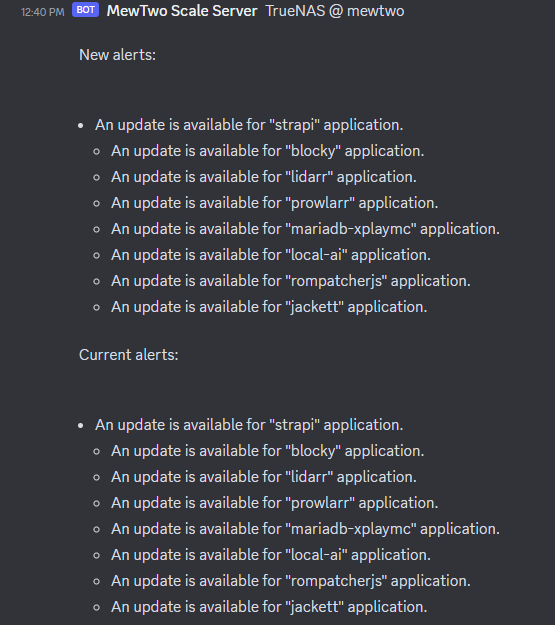 12:40 PM BOT MewTwo Scale Server TrueNAS @ mewtwo
New alerts:
• An update is available for "strapi" application.
◦ An update is available for "blocky" application.
◦ An update is available for "lidarr" application.
◦ An update is available for "prowlarr" application.
◦ An update is available for "mariadb-xplaymc" application.
◦ An update is available for "local-ai" application.
◦ An update is available for "rompatcherjs" application.
◦ An update is available for "jackett" application.
Current alerts:
• An update is available for "strapi" application.
◦ An update is available for "blocky" application.
◦ An update is available for "lidarr" application.
◦ An update is available for "prowlarr" application.
◦ An update is available for "mariadb-xplaymc" application.
◦ An update is available for "local-ai" application.
◦ An update is available for "rompatcherjs" application.
◦ An update is available for "jackett" application.